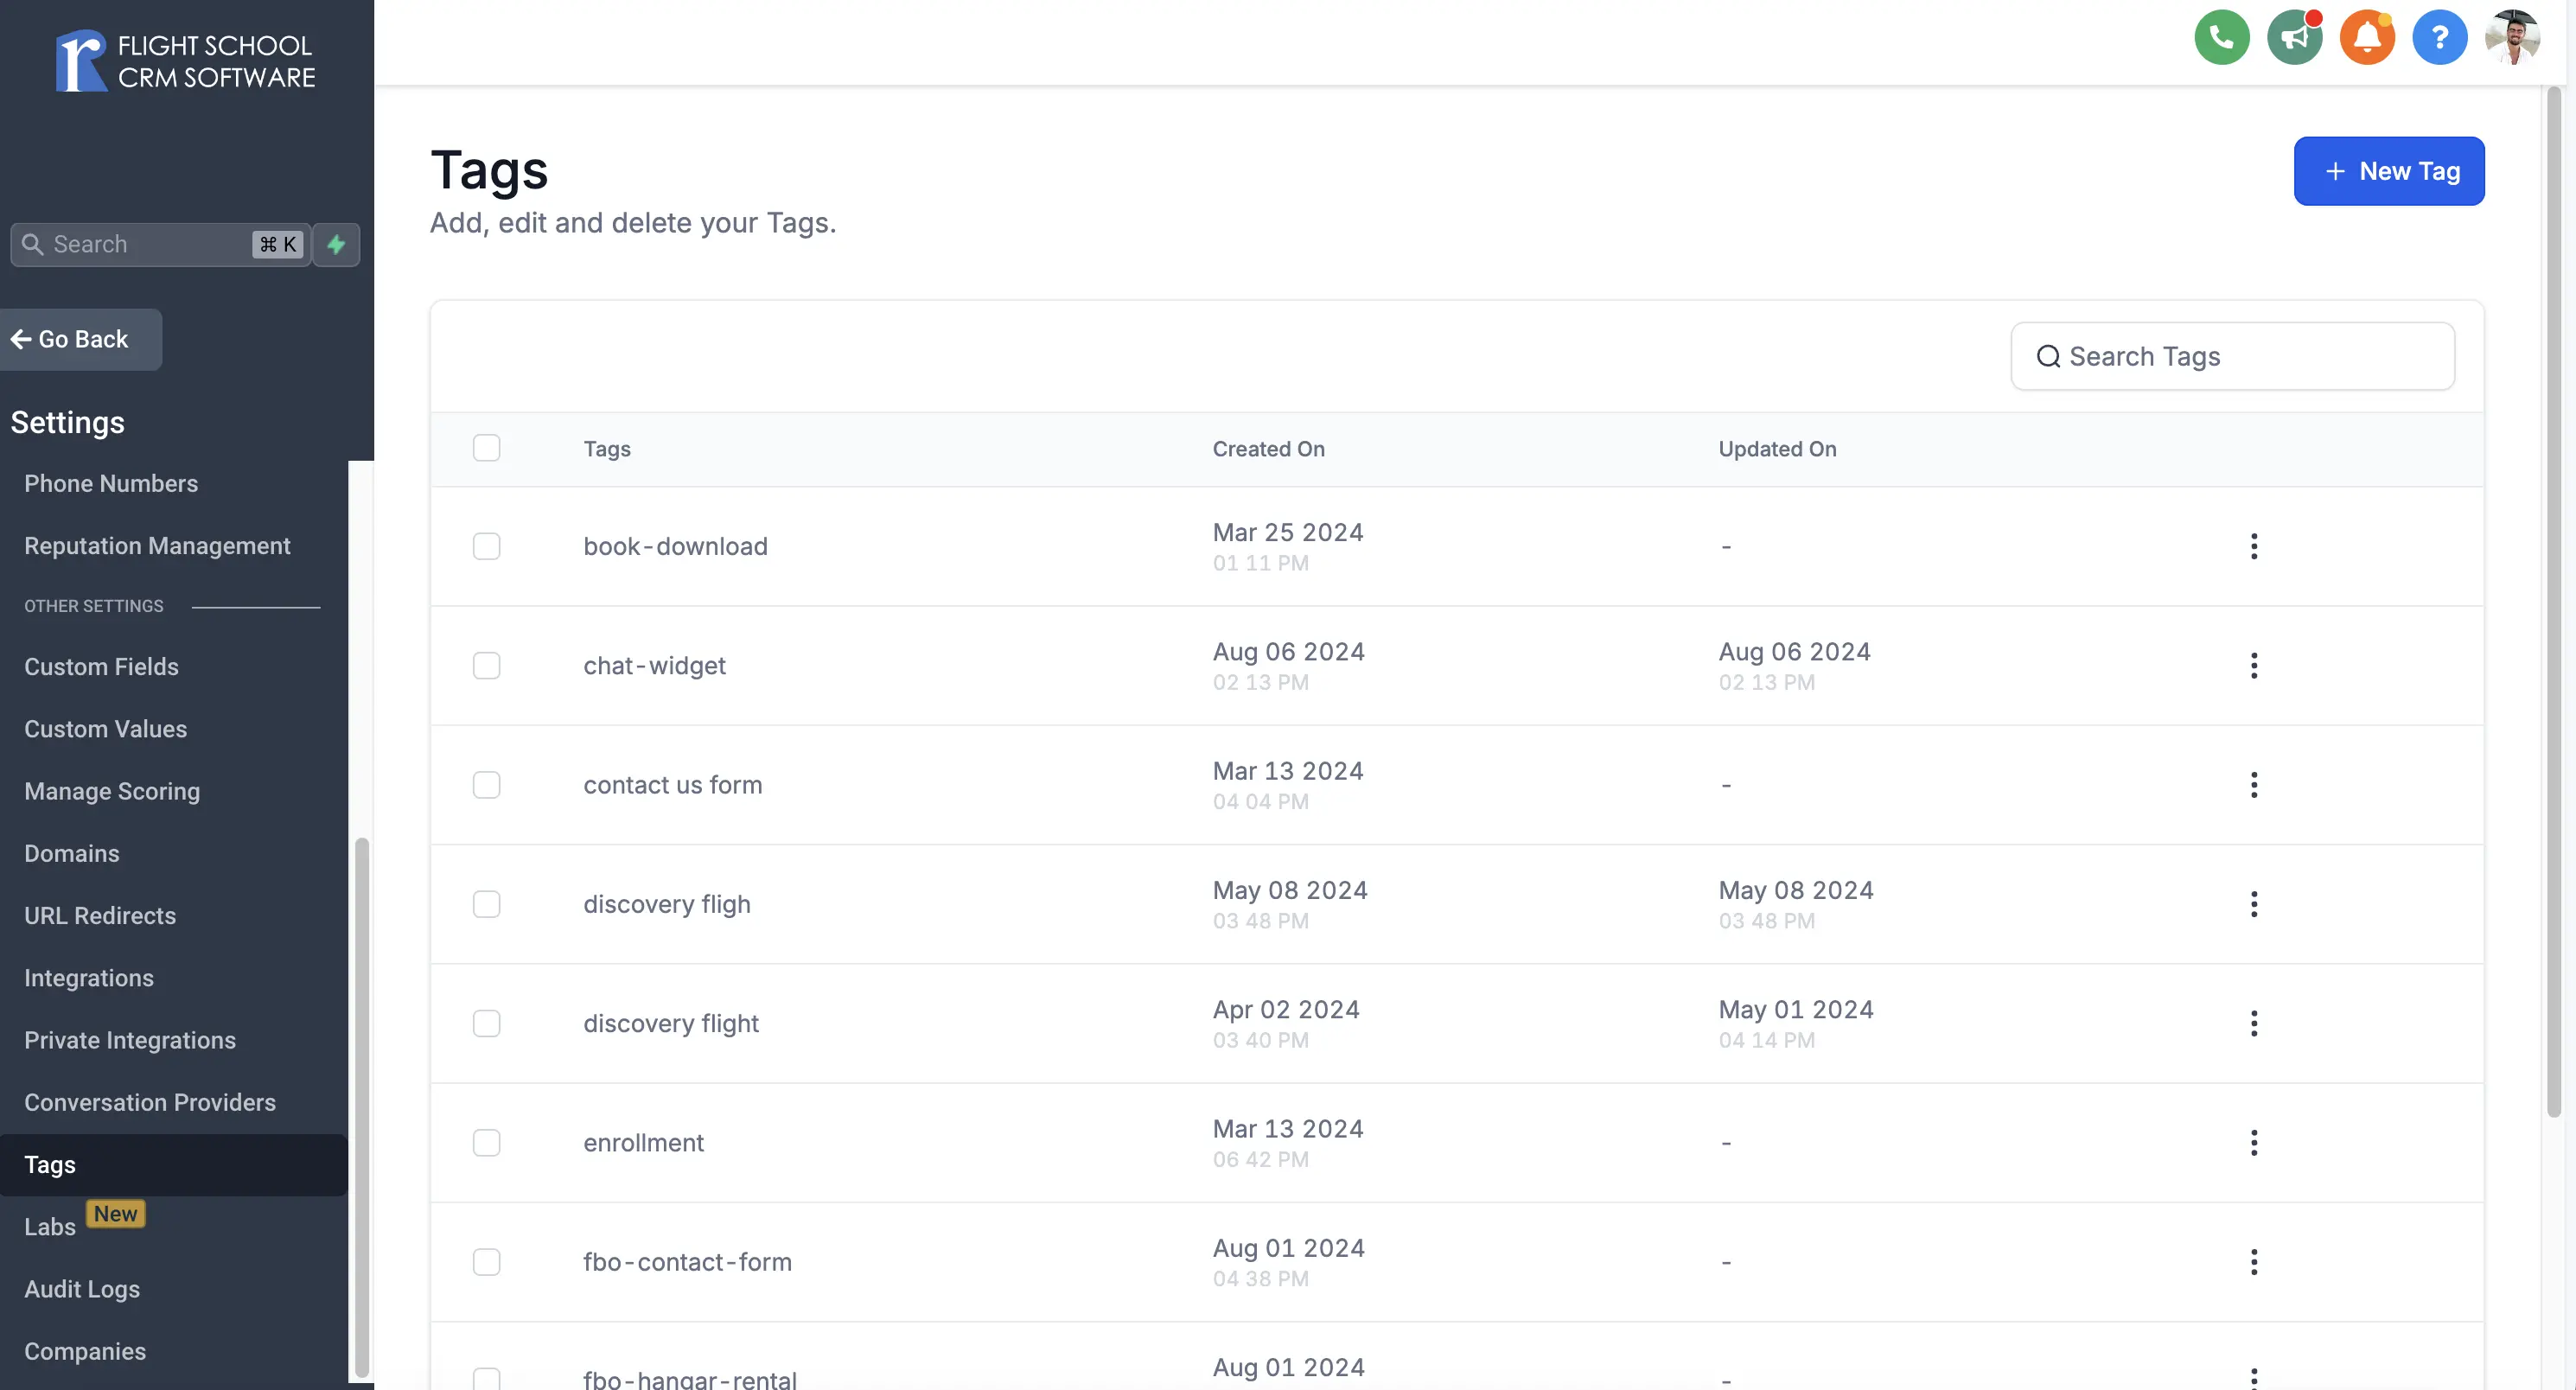 FLIGHT SCHOOL
CRM SOFTWARE
Search ⌘ K
Go Back
Settings
Phone Numbers
Reputation Management
OTHER SETTINGS
Custom Fields
Custom Values
Manage Scoring
Domains
URL Redirects
Integrations
Private Integrations
Conversation Providers
Tags
Labs New
Audit Logs
Companies
?
Tags
Add, edit and delete your Tags.
+ New Tag
Search Tags
Tags Created On Updated On
book-download Mar 25 2024 -
01 11 PM
chat-widget Aug 06 2024 Aug 06 2024
02 13 PM 02 13 PM
contact us form Mar 13 2024 -
04 04 PM
discovery fligh May 08 2024 May 08 2024
03 48 PM 03 48 PM
discovery flight Apr 02 2024 May 01 2024
03 40 PM 04 14 PM
enrollment Mar 13 2024 -
06 42 PM
fbo-contact-form Aug 01 2024 -
04 38 PM
fbo-hangar-rental Aug 01 2024 -